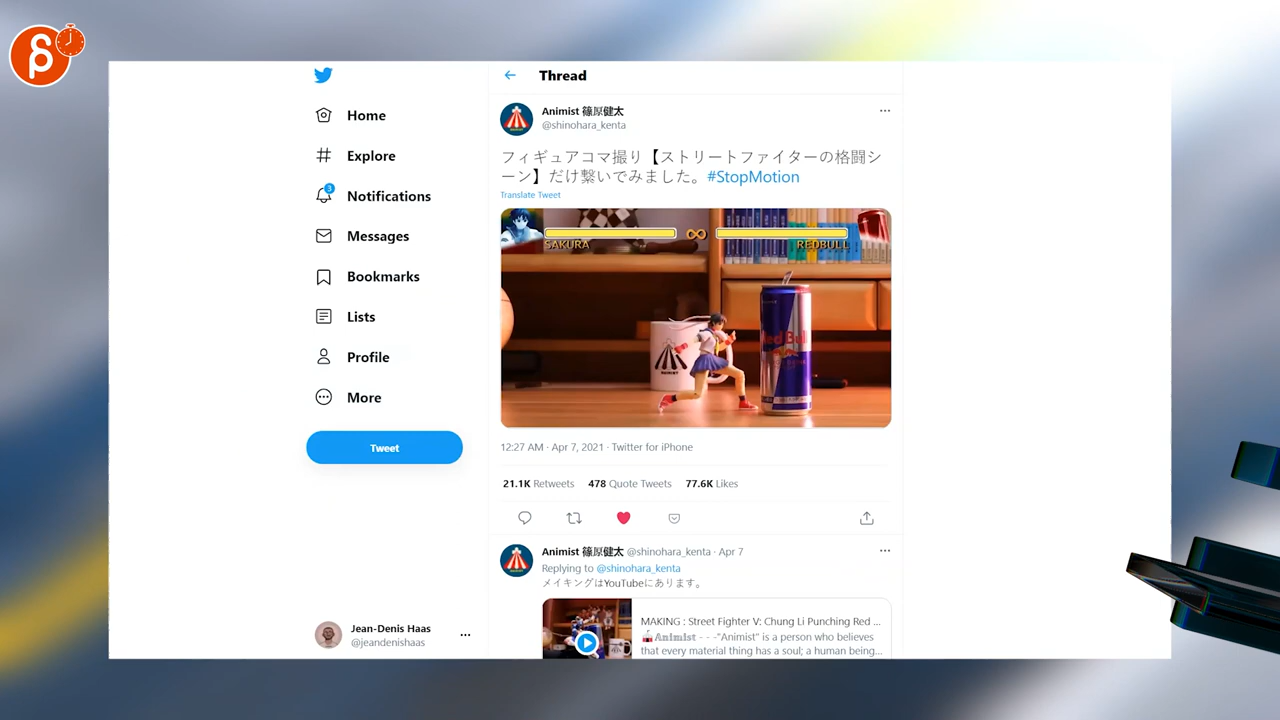 β
Thread
Animist 篠原健太
@shinohara_kenta
フィギュアコマ撮り【ストリートファイターの格闘シ
ーン】だけ繋いでみました。#StopMotion
Translate Tweet
SAKURA
REDBULL
Red Bull
ANIMIST
12:27 AM · Apr 7, 2021 · Twitter for iPhone
21.1K Retweets 478 Quote Tweets 77.6K Likes
Animist 篠原健太 @shinohara_kenta · Apr 7
Replying to @shinohara_kenta
メイキングはYouTubeにあります。
MAKING : Street Fighter V: Chung Li Punching Red ...
Animist - - -"Animist" is a person who believes
that every material thing has a soul; a human being...
Home
Explore
3
Notifications
Messages
Bookmarks
Lists
Profile
More
Tweet
Jean-Denis Haas
@jeandenishaas